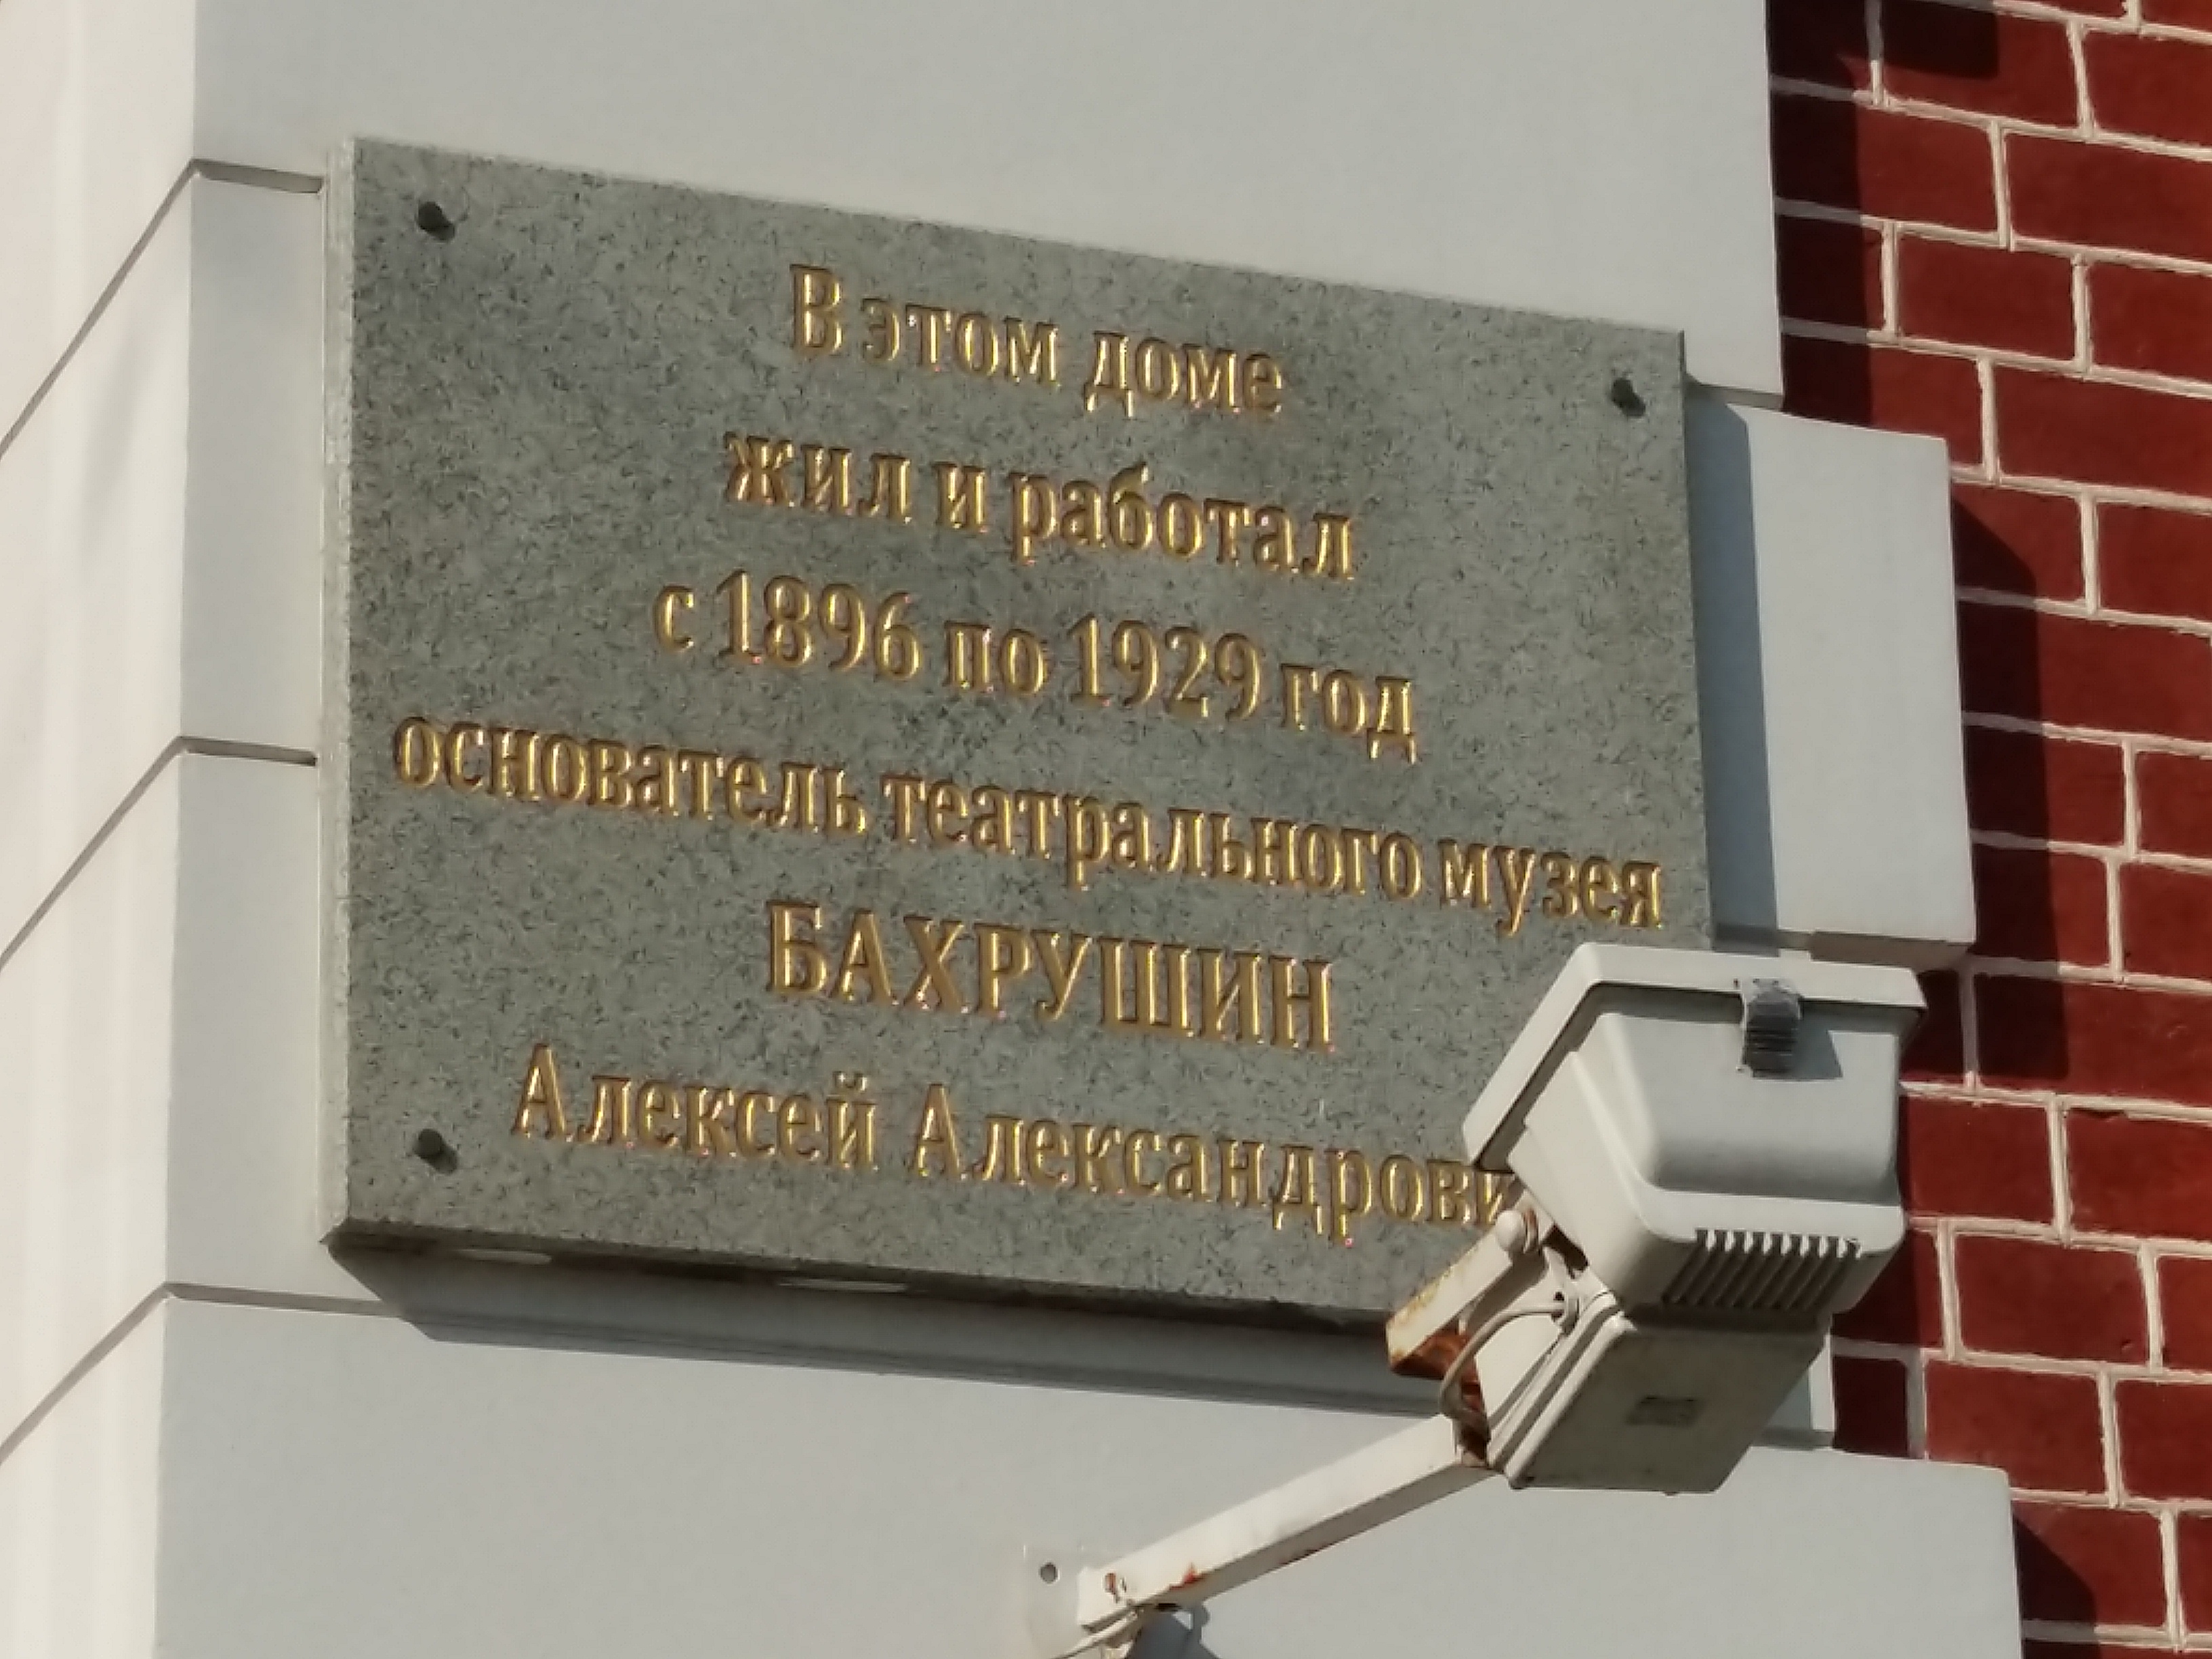 В этом доме
жил и работал
с 1896 по 1929 год
основатель театрального музея
БАХРУШИН
Алексей Александрови